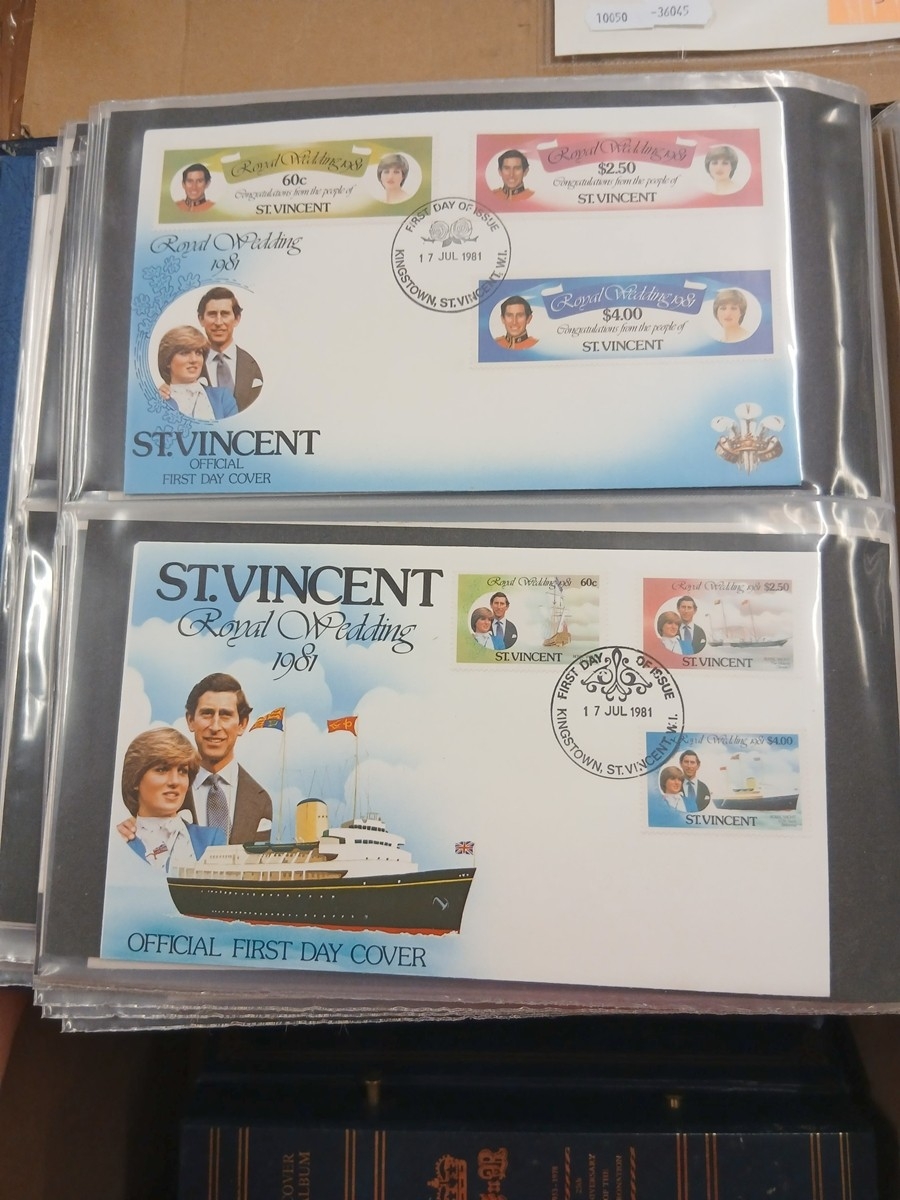 10050 -36045
Royal Wedding 1981
60c
Congratulations from the people of
ST. VINCENT
Royal Wedding 1981
$2.50
Congratulations from the people of
ST. VINCENT
FIRST DAY OF ISSUE
17 JUL 1981
KINGSTOWN, ST. VINCENT, W.I.
Royal Wedding
1981
Royal Wedding 1981
$4.00
Congratulations from the people of
ST. VINCENT
ST. VINCENT
OFFICIAL
FIRST DAY COVER
ST. VINCENT
Royal Wedding
1981
Royal Wedding 1981 60c
ST. VINCENT
Royal Wedding 1981 $2.50
ST. VINCENT
FIRST DAY OF ISSUE
17 JUL 1981
KINGSTOWN, ST. VINCENT, W.I.
Royal Wedding 1981 $4.00
ST. VINCENT
OFFICIAL FIRST DAY COVER
OVER
LBUM
25th
OF THE